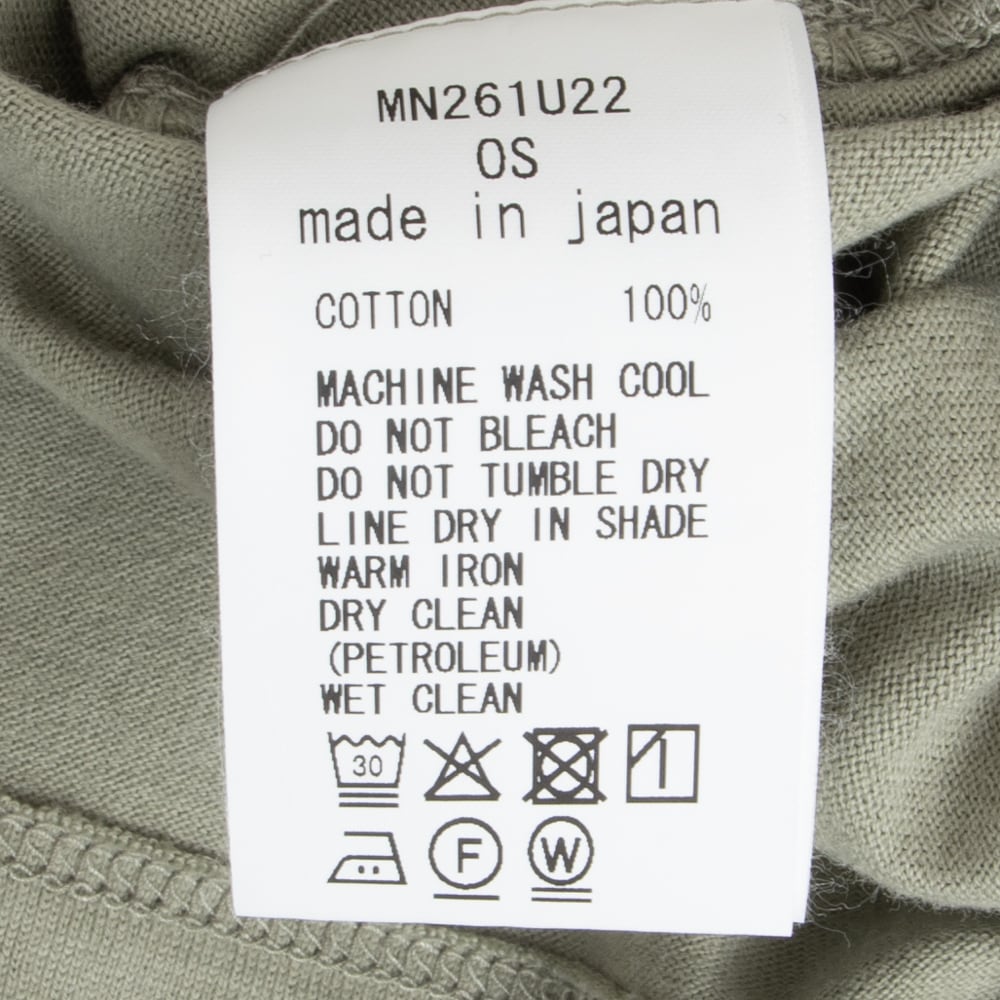 MN261U22
OS
made in japan
COTTON 100%
MACHINE WASH COOL
DO NOT BLEACH
DO NOT TUMBLE DRY
LINE DRY IN SHADE
WARM IRON
DRY CLEAN
(PETROLEUM)
WET CLEAN
30
F W